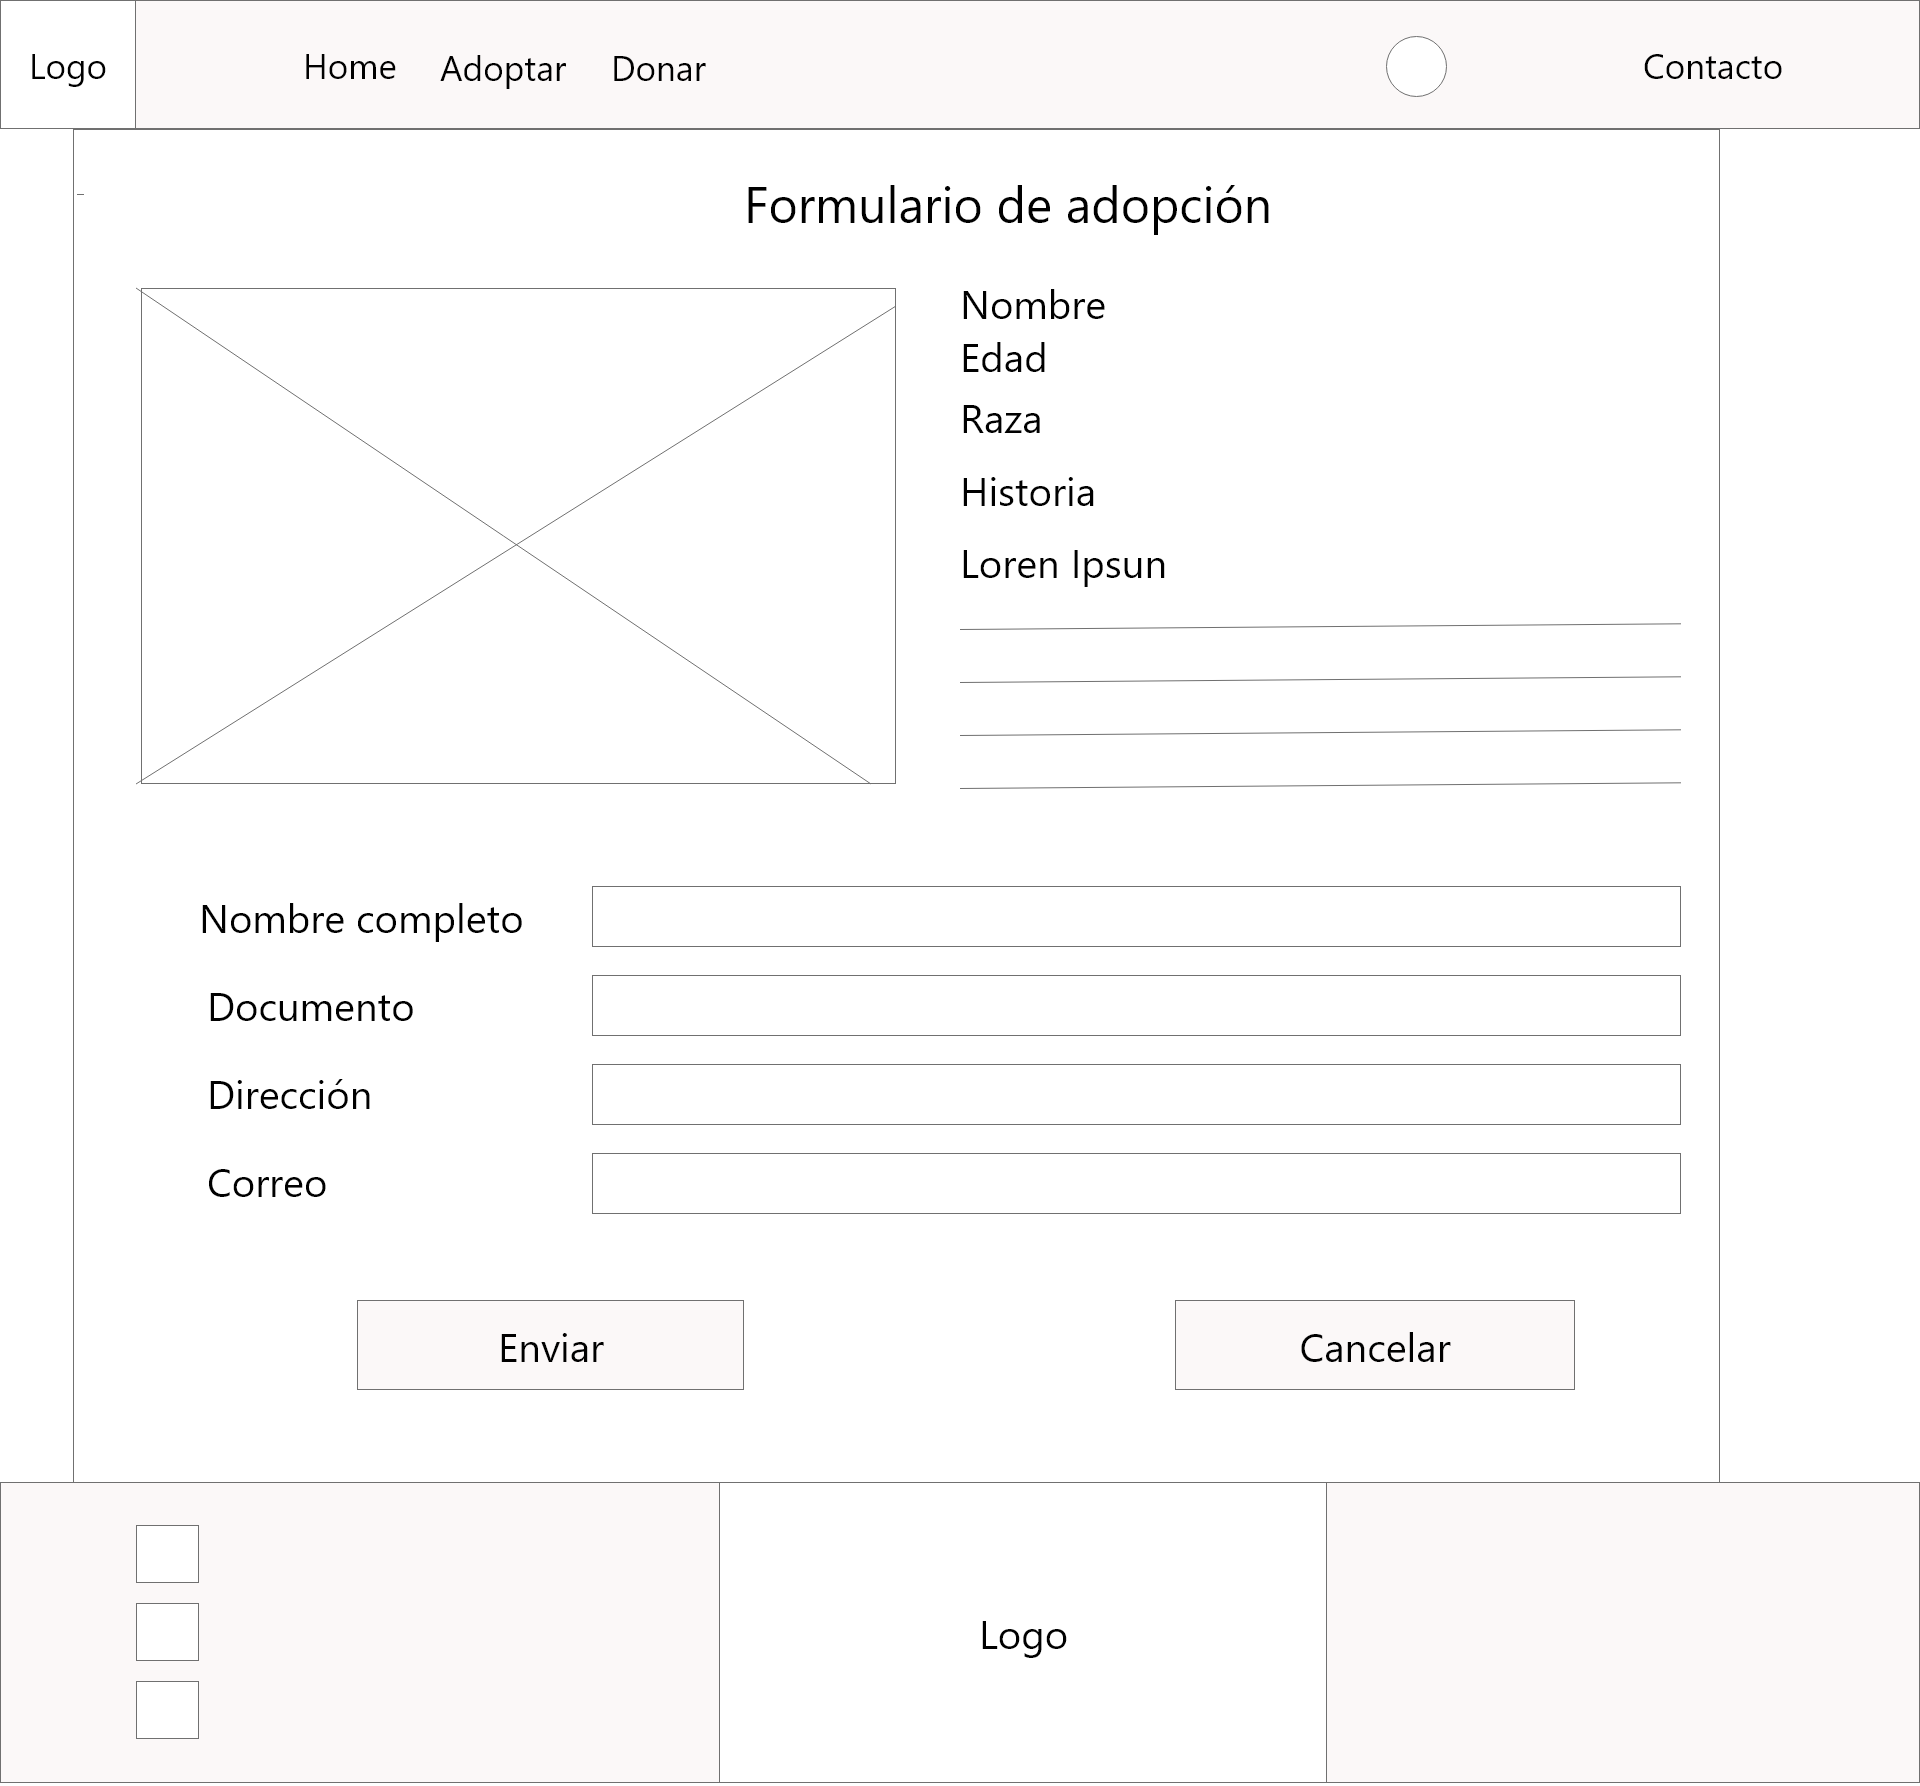 Logo
Home
Adoptar
Donar
Contacto
Formulario de adopción
Nombre
Edad
Raza
Historia
Loren Ipsun
Nombre completo
Documento
Dirección
Correo
Enviar
Cancelar
Logo